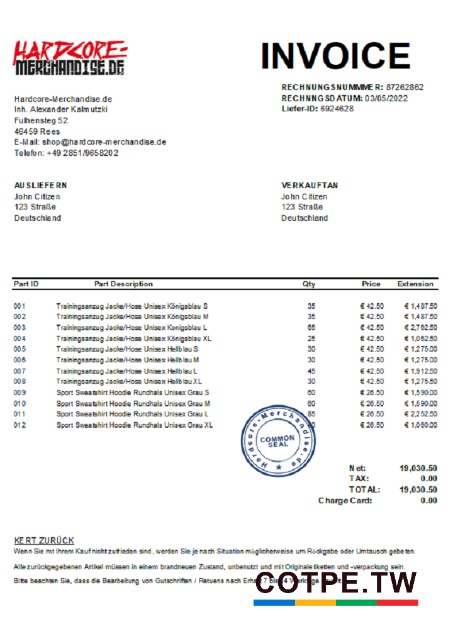 HARDCORE-
MERCHANDISE.DE
INVOICE
RECHNUNGSNUMMMER: 87262862
RECHNNGSDATUM: 03/05/2022
Liefer-ID: 6924628
Hardcore-Merchandise.de
Inh. Alexander Kalmutzki
Fulhensteg 52
46459 Rees
E-Mail: shop@hardcore-merchandise.de
Telefon: +49 2851/9658202
AUSLIEFERN
VERKAUFTAN
John Citizen
John Citizen
123 Straße
123 Straße
Deutschland
Deutschland
Part ID Part Description Qty Price Extension
001 Trainingsanzug Jacke/Hose Unisex Königsblau S 35 € 42.50 € 1,487.50
002 Trainingsanzug Jacke/Hose Unisex Königsblau M 35 € 42.50 € 1,487.50
003 Trainingsanzug Jacke/Hose Unisex Königsblau L 65 € 42.50 € 2,762.50
004 Trainingsanzug Jacke/Hose Unisex Königsblau XL 25 € 42.50 € 1,062.50
005 Trainingsanzug Jacke/Hose Unisex Hellblau S 30 € 42.50 € 1,275.00
006 Trainingsanzug Jacke/Hose Unisex Hellblau M 30 € 42.50 € 1,275.00
007 Trainingsanzug Jacke/Hose Unisex Hellblau L 45 € 42.50 € 1,912.50
008 Trainingsanzug Jacke/Hose Unisex Hellblau XL 30 € 42.50 € 1,275.50
009 Sport Sweatshirt Hoodie Rundhals Unisex Grau S 60 € 26.50 € 1,590.00
010 Sport Sweatshirt Hoodie Rundhals Unisex Grau M 60 € 26.50 € 1,590.00
011 Sport Sweatshirt Hoodie Rundhals Unisex Grau L 85 € 26.50 € 2,252.50
012 Sport Sweatshirt Hoodie Rundhals Unisex Grau XL € 26.50 € 1,060.00
Hardcore-Merchandise.de
COMMON
SEAL
Net: 19,030.50
TAX: 0.00
TOTAL: 19,030.50
Charge Card: 0.00
KERT ZURÜCK
Wenn Sie mit Ihrem Kauf nicht zufrieden sind, werden Sie je nach Situation möglicherweise um Rückgabe oder Umtausch gebeten.
Alle zurückgegebenen Artikel müssen in einem brandneuen Zustand, unbenutzt und mit Originaletiketten und -verpackung sein.
Bitte beachten Sie, dass die Bearbeitung von Gutschriften / Retouren nach Erhalt 7 bis 14 Werktage
COTPE.TW